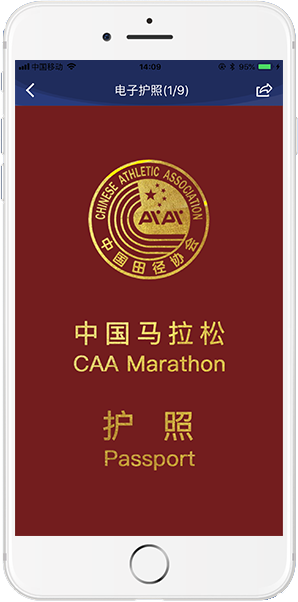 中国移动 14:09 95%
电子护照(1/9)
CHINESE ATHLETIC ASSOCIATION
CAA
中国田径协会
中国马拉松
CAA Marathon
护照
Passport